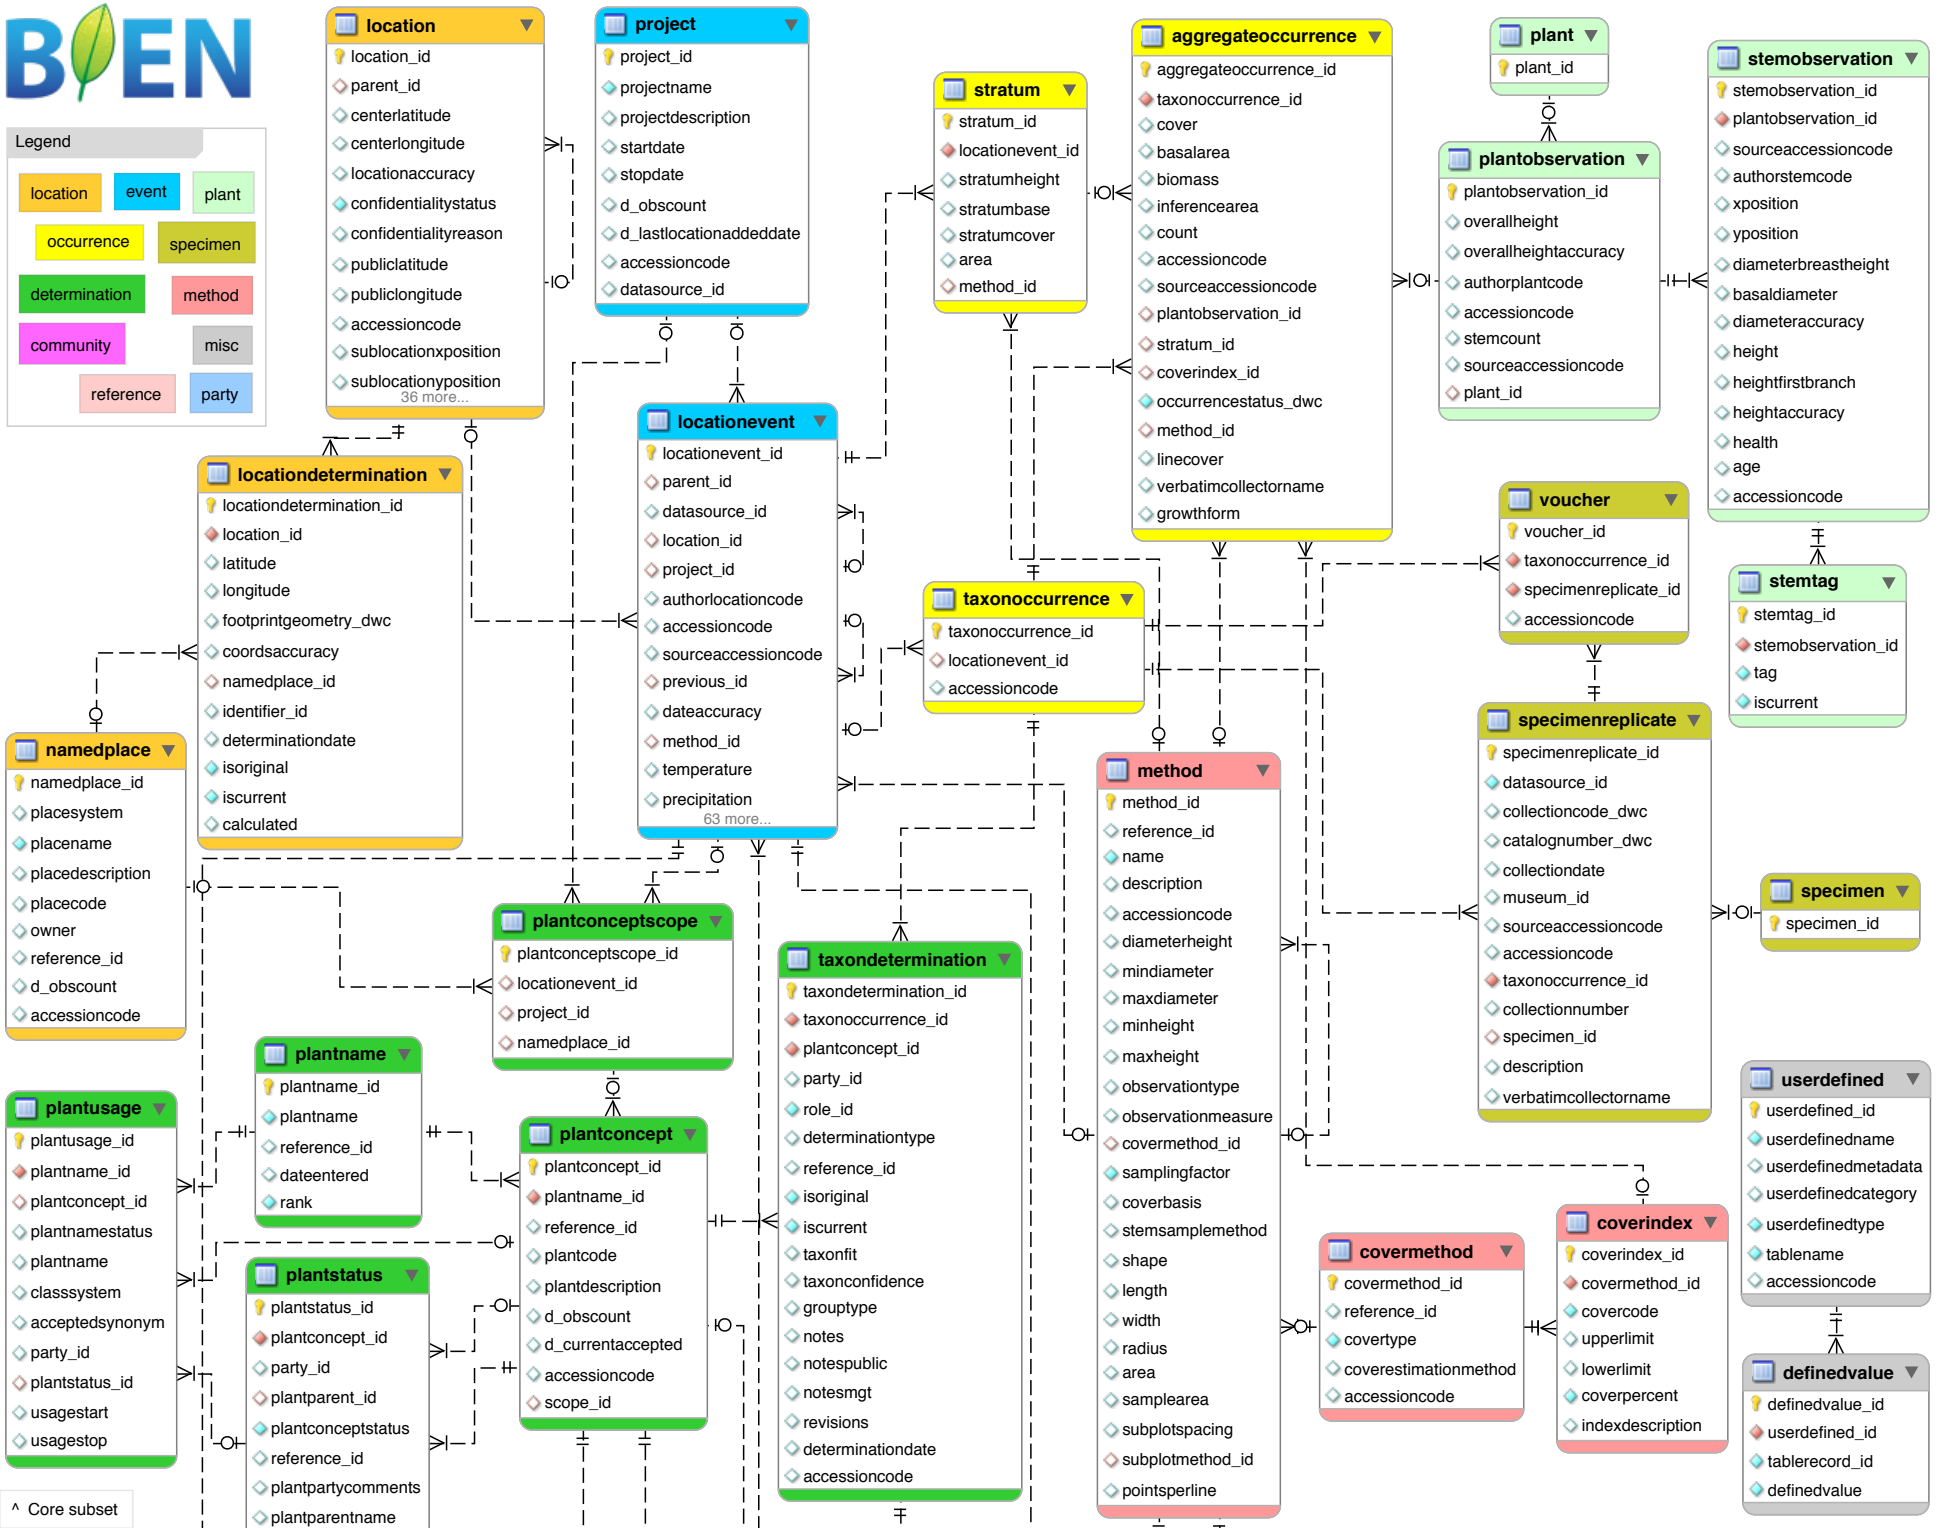 BIEN
Legend
location
event
plant
occurrence
specimen
determination
method
community
misc
reference
party
location
location_id
parent_id
centerlatitude
centerlongitude
locationaccuracy
confidentialitystatus
confidentialityreason
publiclatitude
publiclongitude
accessioncode
sublocationxposition
sublocationyposition
36 more...
project
project_id
projectname
projectdescription
startdate
stopdate
d_obscount
d_lastlocationaddeddate
accessioncode
datasource_id
stratum
stratum_id
locationevent_id
stratumheight
stratumbase
stratumcover
area
method_id
aggregateoccurrence
aggregateoccurrence_id
taxonoccurrence_id
cover
basalarea
biomass
inferencearea
count
accessioncode
sourceaccessioncode
plantobservation_id
stratum_id
coverindex_id
occurrencestatus_dwc
method_id
linecover
verbatimcollectorname
growthform
plant
plant_id
plantobservation
plantobservation_id
overallheight
overallheightaccuracy
authorplantcode
accessioncode
stemcount
sourceaccessioncode
plant_id
stemobservation
stemobservation_id
plantobservation_id
sourceaccessioncode
authorstemcode
xposition
yposition
diameterbreastheight
basaldiameter
diameteraccuracy
height
heightfirstbranch
heightaccuracy
health
age
accessioncode
locationdetermination
locationdetermination_id
location_id
latitude
longitude
footprintgeometry_dwc
coordsaccuracy
namedplace_id
identifier_id
determinationdate
isoriginal
iscurrent
calculated
locationevent
locationevent_id
parent_id
datasource_id
location_id
project_id
authorlocationcode
accessioncode
sourceaccessioncode
previous_id
dateaccuracy
method_id
temperature
precipitation
63 more...
taxonoccurrence
taxonoccurrence_id
locationevent_id
accessioncode
voucher
voucher_id
taxonoccurrence_id
specimenreplicate_id
accessioncode
stemtag
stemtag_id
stemobservation_id
tag
iscurrent
namedplace
namedplace_id
placesystem
placename
placedescription
placecode
owner
reference_id
d_obscount
accessioncode
method
method_id
reference_id
name
description
accessioncode
diameterheight
mindiameter
maxdiameter
minheight
maxheight
observationtype
observationmeasure
covermethod_id
samplingfactor
coverbasis
stemsamplemethod
shape
length
width
radius
area
samplearea
subplotspacing
subplotmethod_id
pointsperline
specimenreplicate
specimenreplicate_id
datasource_id
collectioncode_dwc
catalognumber_dwc
collectiondate
museum_id
sourceaccessioncode
accessioncode
taxonoccurrence_id
collectionnumber
specimen_id
description
verbatimcollectorname
specimen
specimen_id
plantconceptscope
plantconceptscope_id
locationevent_id
project_id
namedplace_id
taxondetermination
taxondetermination_id
taxonoccurrence_id
plantconcept_id
party_id
role_id
determinationtype
reference_id
isoriginal
iscurrent
taxonfit
taxonconfidence
grouptype
notes
notespublic
notesmgt
revisions
determinationdate
accessioncode
plantname
plantname_id
plantname
reference_id
dateentered
rank
plantusage
plantusage_id
plantname_id
plantconcept_id
plantnamestatus
plantname
classsystem
acceptedsynonym
party_id
plantstatus_id
usagestart
usagestop
plantconcept
plantconcept_id
plantname_id
reference_id
plantcode
plantdescription
d_obscount
d_currentaccepted
accessioncode
scope_id
plantstatus
plantstatus_id
plantconcept_id
party_id
plantparent_id
plantconceptstatus
reference_id
plantpartycomments
plantparentname
covermethod
covermethod_id
reference_id
covertype
coverestimationmethod
accessioncode
coverindex
coverindex_id
covermethod_id
covercode
upperlimit
lowerlimit
coverpercent
indexdescription
userdefined
userdefined_id
userdefinedname
userdefinedmetadata
userdefinedcategory
userdefinedtype
tablename
accessioncode
definedvalue
definedvalue_id
userdefined_id
tablerecord_id
definedvalue
^ Core subset